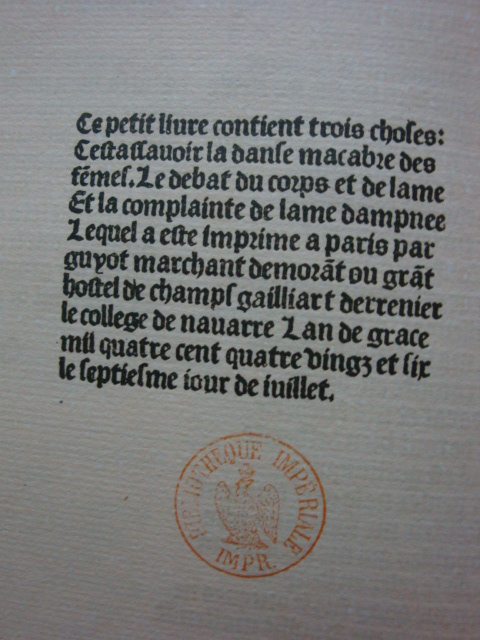 Ce petit liure contient trois choſes:
Ceſtaſſauoir la danſe macabre des
fẽmeſ. Le debat du corps et de lame
Et la complainte de lame dampnee
Lequel a eſte imprime a paris par
guyot marchant demorãt ou grãt
hoſtel de champſ gailliart derrenier
le college de nauarre Lan de grace
mil quatre cent quatre vingz et ſix
le ſeptieſme iour de iuillet.
BIBLIOTHEQUE IMPERIALE
IMPR.